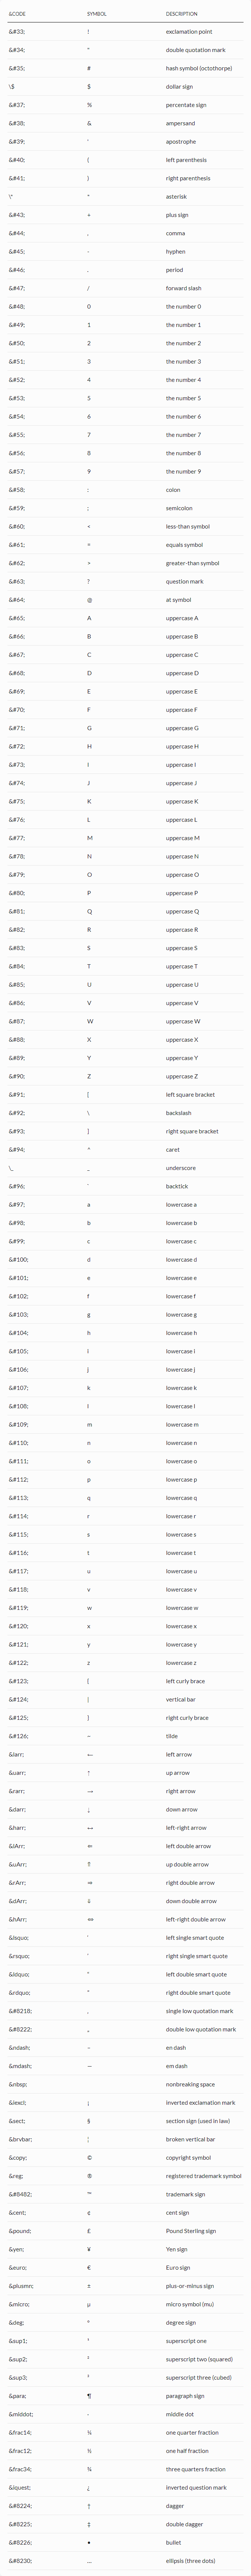 &CODE SYMBOL DESCRIPTION
&#33; ! exclamation point
&#34; " double quotation mark
&#35; # hash symbol (octothorpe)
\$ $ dollar sign
&#37; % percentate sign
&#38; & ampersand
&#39; ' apostrophe
&#40; ( left parenthesis
&#41; ) right parenthesis
\* * asterisk
&#43; + plus sign
&#44; , comma
&#45; - hyphen
&#46; . period
&#47; / forward slash
&#48; 0 the number 0
&#49; 1 the number 1
&#50; 2 the number 2
&#51; 3 the number 3
&#52; 4 the number 4
&#53; 5 the number 5
&#54; 6 the number 6
&#55; 7 the number 7
&#56; 8 the number 8
&#57; 9 the number 9
&#58; : colon
&#59; ; semicolon
&#60; < less-than symbol
&#61; = equals symbol
&#62; > greater-than symbol
&#63; ? question mark
&#64; @ at symbol
&#65; A uppercase A
&#66; B uppercase B
&#67; C uppercase C
&#68; D uppercase D
&#69; E uppercase E
&#70; F uppercase F
&#71; G uppercase G
&#72; H uppercase H
&#73; I uppercase I
&#74; J uppercase J
&#75; K uppercase K
&#76; L uppercase L
&#77; M uppercase M
&#78; N uppercase N
&#79; O uppercase O
&#80; P uppercase P
&#81; Q uppercase Q
&#82; R uppercase R
&#83; S uppercase S
&#84; T uppercase T
&#85; U uppercase U
&#86; V uppercase V
&#87; W uppercase W
&#88; X uppercase X
&#89; Y uppercase Y
&#90; Z uppercase Z
&#91; [ left square bracket
&#92; \ backslash
&#93; ] right square bracket
&#94; ^ caret
\_ _ underscore
&#96; ` backtick
&#97; a lowercase a
&#98; b lowercase b
&#99; c lowercase c
&#100; d lowercase d
&#101; e lowercase e
&#102; f lowercase f
&#103; g lowercase g
&#104; h lowercase h
&#105; i lowercase i
&#106; j lowercase j
&#107; k lowercase k
&#108; l lowercase l
&#109; m lowercase m
&#110; n lowercase n
&#111; o lowercase o
&#112; p lowercase p
&#113; q lowercase q
&#114; r lowercase r
&#115; s lowercase s
&#116; t lowercase t
&#117; u lowercase u
&#118; v lowercase v
&#119; w lowercase w
&#120; x lowercase x
&#121; y lowercase y
&#122; z lowercase z
&#123; { left curly brace
&#124; | vertical bar
&#125; } right curly brace
&#126; ~ tilde
&larr; ← left arrow
&uarr; ↑ up arrow
&rarr; → right arrow
&darr; ↓ down arrow
&harr; ↔ left-right arrow
&lArr; ⇐ left double arrow
&uArr; ⇑ up double arrow
&rArr; ⇒ right double arrow
&dArr; ⇓ down double arrow
&hArr; ⇔ left-right double arrow
&lsquo; ‘ left single smart quote
&rsquo; ’ right single smart quote
&ldquo; “ left double smart quote
&rdquo; ” right double smart quote
&#8218; ‚ single low quotation mark
&#8222; „ double low quotation mark
&ndash; – en dash
&mdash; — em dash
&nbsp; nonbreaking space
&iexcl; ¡ inverted exclamation mark
&sect; § section sign (used in law)
&brvbar; ¦ broken vertical bar
&copy; © copyright symbol
&reg; ® registered trademark symbol
&#8482; ™ trademark sign
&cent; ¢ cent sign
&pound; £ Pound Sterling sign
&yen; ¥ Yen sign
&euro; € Euro sign
&plusmn; ± plus-or-minus sign
&micro; µ micro symbol (mu)
&deg; ° degree sign
&sup1; ¹ superscript one
&sup2; ² superscript two (squared)
&sup3; ³ superscript three (cubed)
&para; ¶ paragraph sign
&middot; · middle dot
&frac14; ¼ one quarter fraction
&frac12; ½ one half fraction
&frac34; ¾ three quarters fraction
&iquest; ¿ inverted question mark
&#8224; † dagger
&#8225; ‡ double dagger
&#8226; • bullet
&#8230; … ellipsis (three dots)